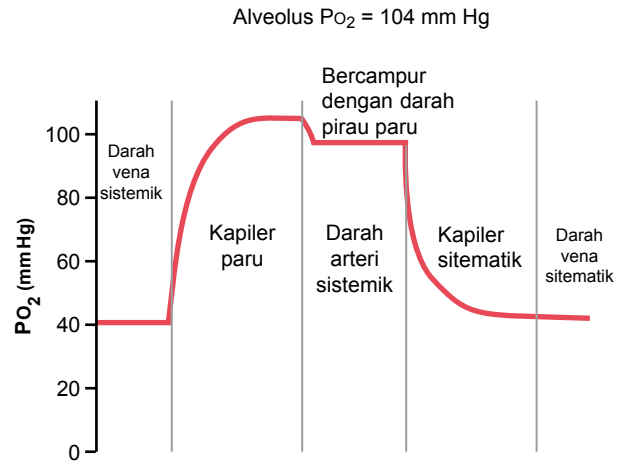 Alveolus PO2 = 104 mm Hg
Bercampur
dengan darah
pirau paru
Darah
vena
sistemik
Kapiler
paru
Darah
arteri
sistemik
Kapiler
sitematik
Darah
vena
sitematik
PO2 (mm Hg)
100
80
60
40
20
0